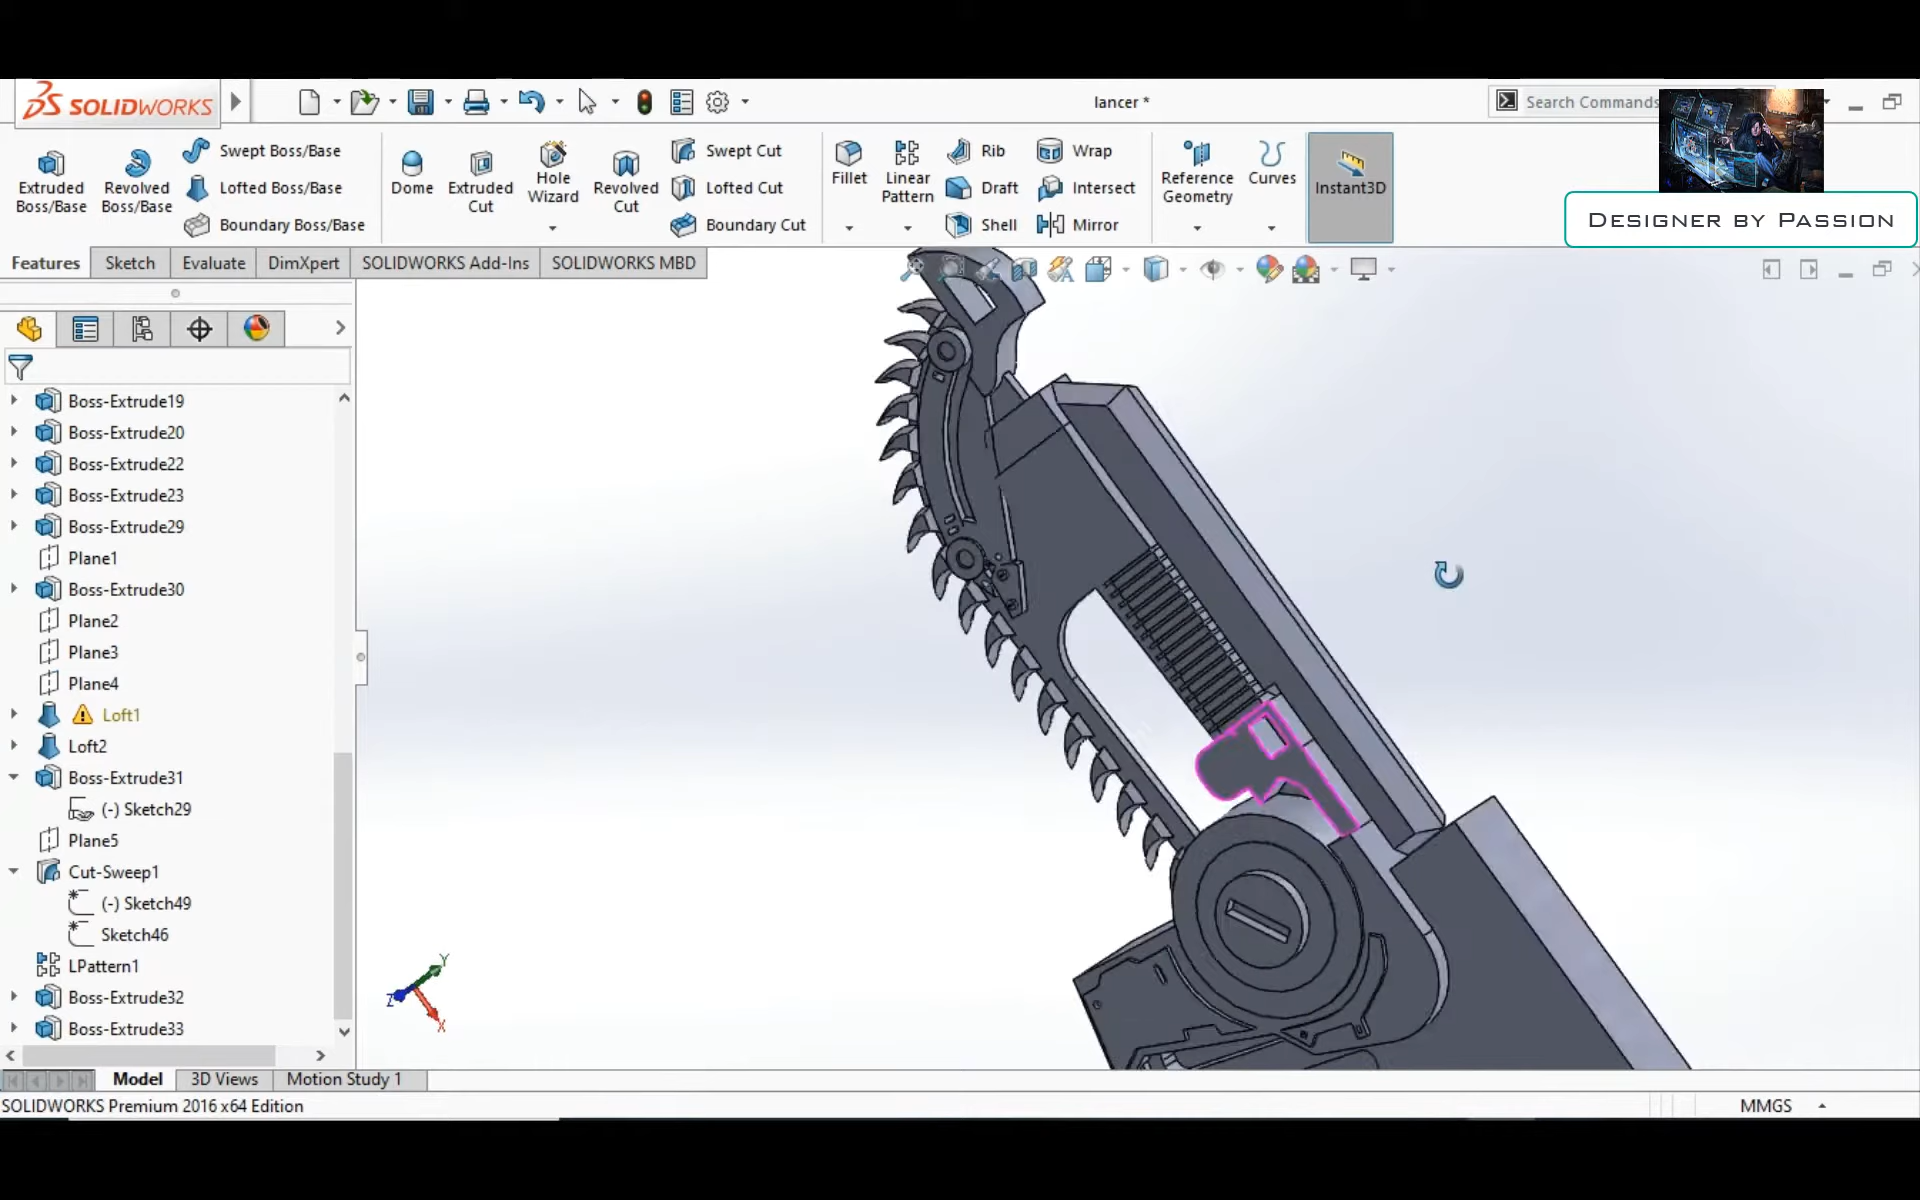 SOLIDWORKS
lancer *
Search Commands
Extruded Boss/Base
Revolved Boss/Base
Swept Boss/Base
Lofted Boss/Base
Boundary Boss/Base
Dome
Extruded Cut
Hole Wizard
Revolved Cut
Swept Cut
Lofted Cut
Boundary Cut
Fillet
Linear Pattern
Rib
Draft
Shell
Wrap
Intersect
Mirror
Reference Geometry
Curves
Instant3D
Designer by Passion
Features
Sketch
Evaluate
DimXpert
SOLIDWORKS Add-Ins
SOLIDWORKS MBD
Boss-Extrude19
Boss-Extrude20
Boss-Extrude22
Boss-Extrude23
Boss-Extrude29
Plane1
Boss-Extrude30
Plane2
Plane3
Plane4
Loft1
Loft2
Boss-Extrude31
(-) Sketch29
Plane5
Cut-Sweep1
(-) Sketch49
Sketch46
LPattern1
Boss-Extrude32
Boss-Extrude33
Y
Z
X
Model
3D Views
Motion Study 1
SOLIDWORKS Premium 2016 x64 Edition
MMGS